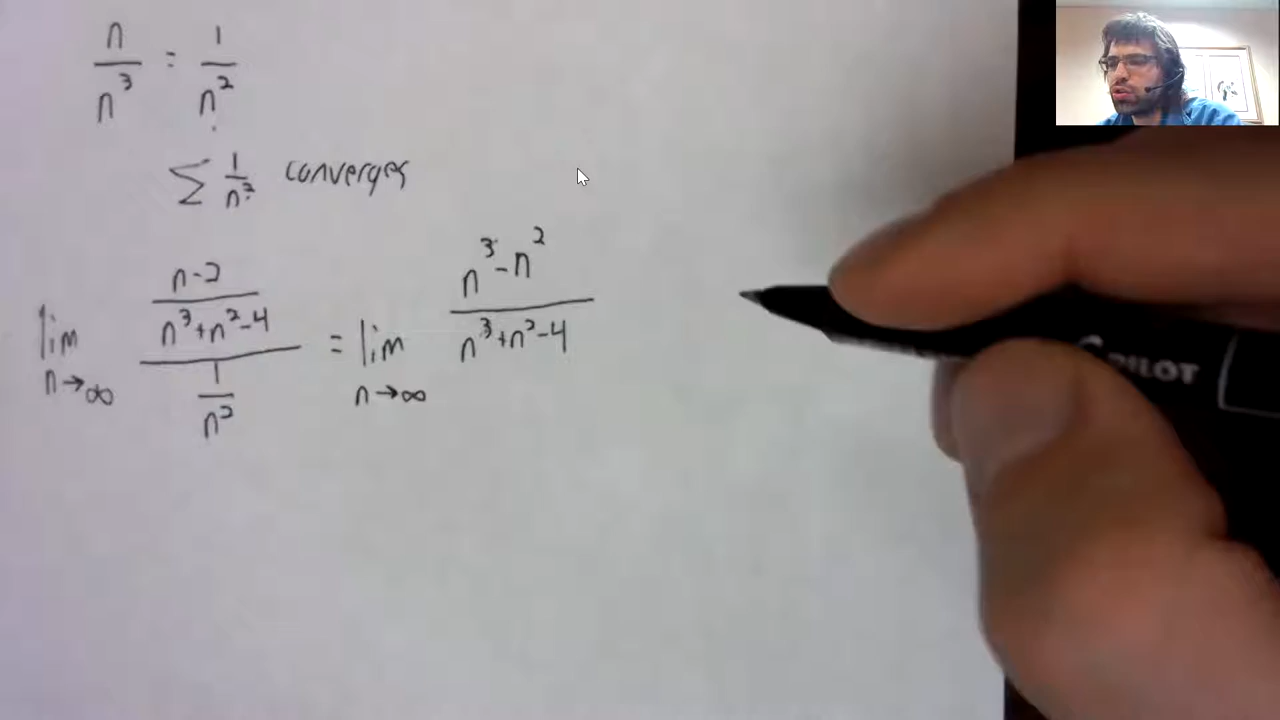 n/n³ = 1/n²
∑ 1/n² converges
lim n→∞ ((n-2)/(n³+n²-4))/(1/n²) = lim n→∞ (n³-n²)/(n³+n²-4)
PILOT